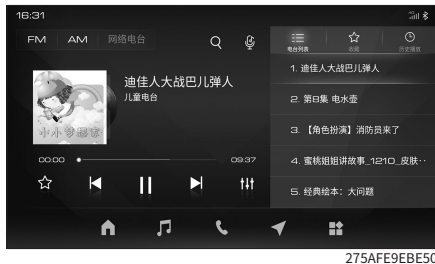 16:31
4G
FM AM 网络电台
电台列表 收藏 历史播放
迪佳人大战巴儿弹人
儿童电台
小小梦想家
00:00 09:37
1. 迪佳人大战巴儿弹人
2. 第8集 电水壶
3. 【角色扮演】消防员来了
4. 蜜桃姐姐讲故事_1210_皮肤··
5. 经典绘本：大问题
275AFE9EBE50